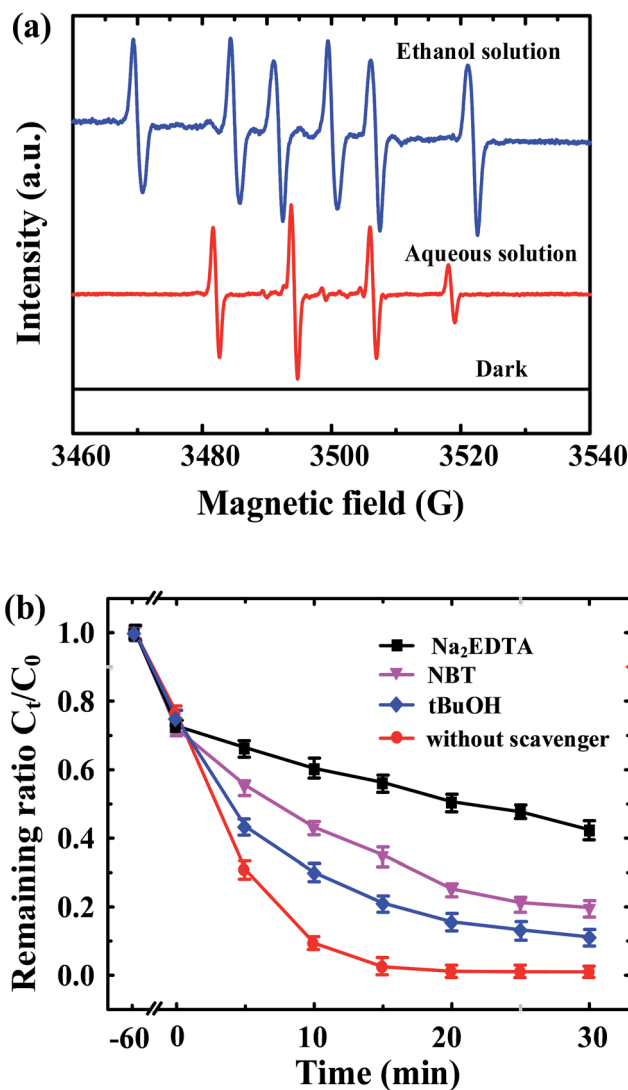 (a)
Ethanol solution
Aqueous solution
Dark
Intensity (a.u.)
3460 3480 3500 3520 3540
Magnetic field (G)
(b)
Na₂EDTA
NBT
tBuOH
without scavenger
Remaining ratio Cₜ/C₀
1.0
0.8
0.6
0.4
0.2
0.0
-60 0 10 20 30
Time (min)